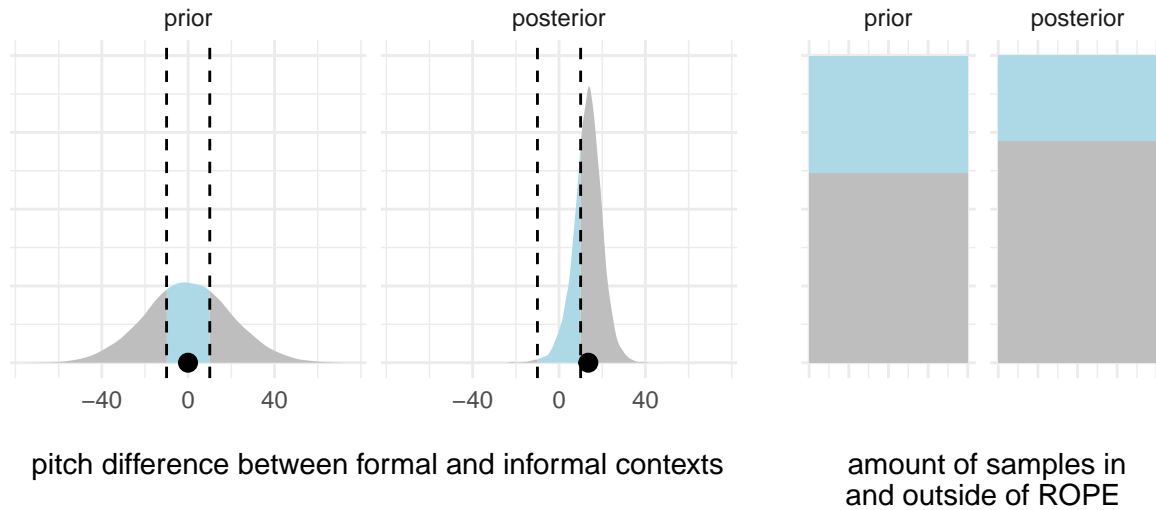 prior
posterior
prior
posterior
−40 0 40
−40 0 40
pitch difference between formal and informal contexts
amount of samples in
and outside of ROPE